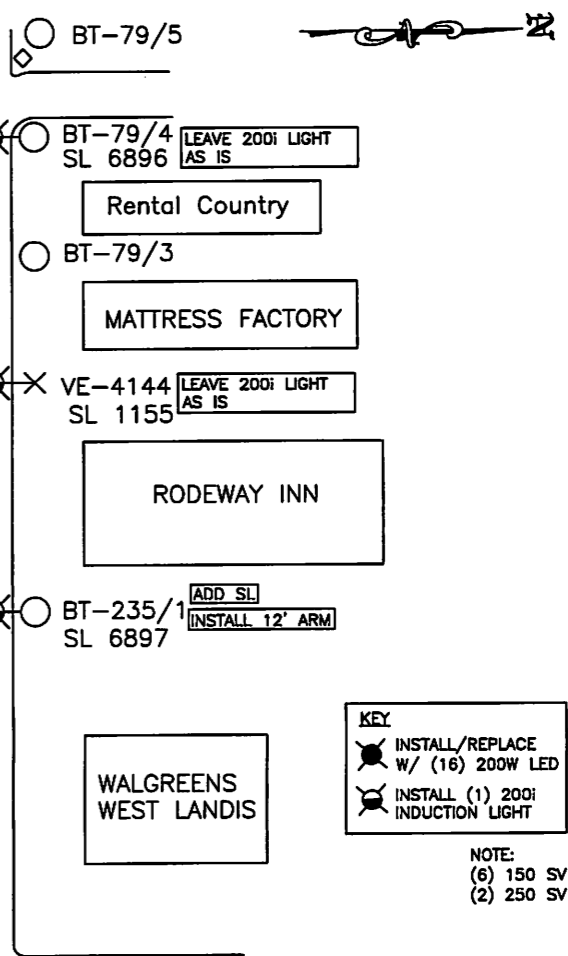 BT-79/5
N
BT-79/4
SL 6896
LEAVE 200i LIGHT
AS IS
Rental Country
BT-79/3
MATTRESS FACTORY
VE-4144
SL 1155
LEAVE 200i LIGHT
AS IS
RODEWAY INN
BT-235/1
SL 6897
ADD SL
INSTALL 12' ARM
WALGREENS
WEST LANDIS
KEY
INSTALL/REPLACE
W/ (16) 200W LED
INSTALL (1) 200i
INDUCTION LIGHT
NOTE:
(6) 150 SV
(2) 250 SV